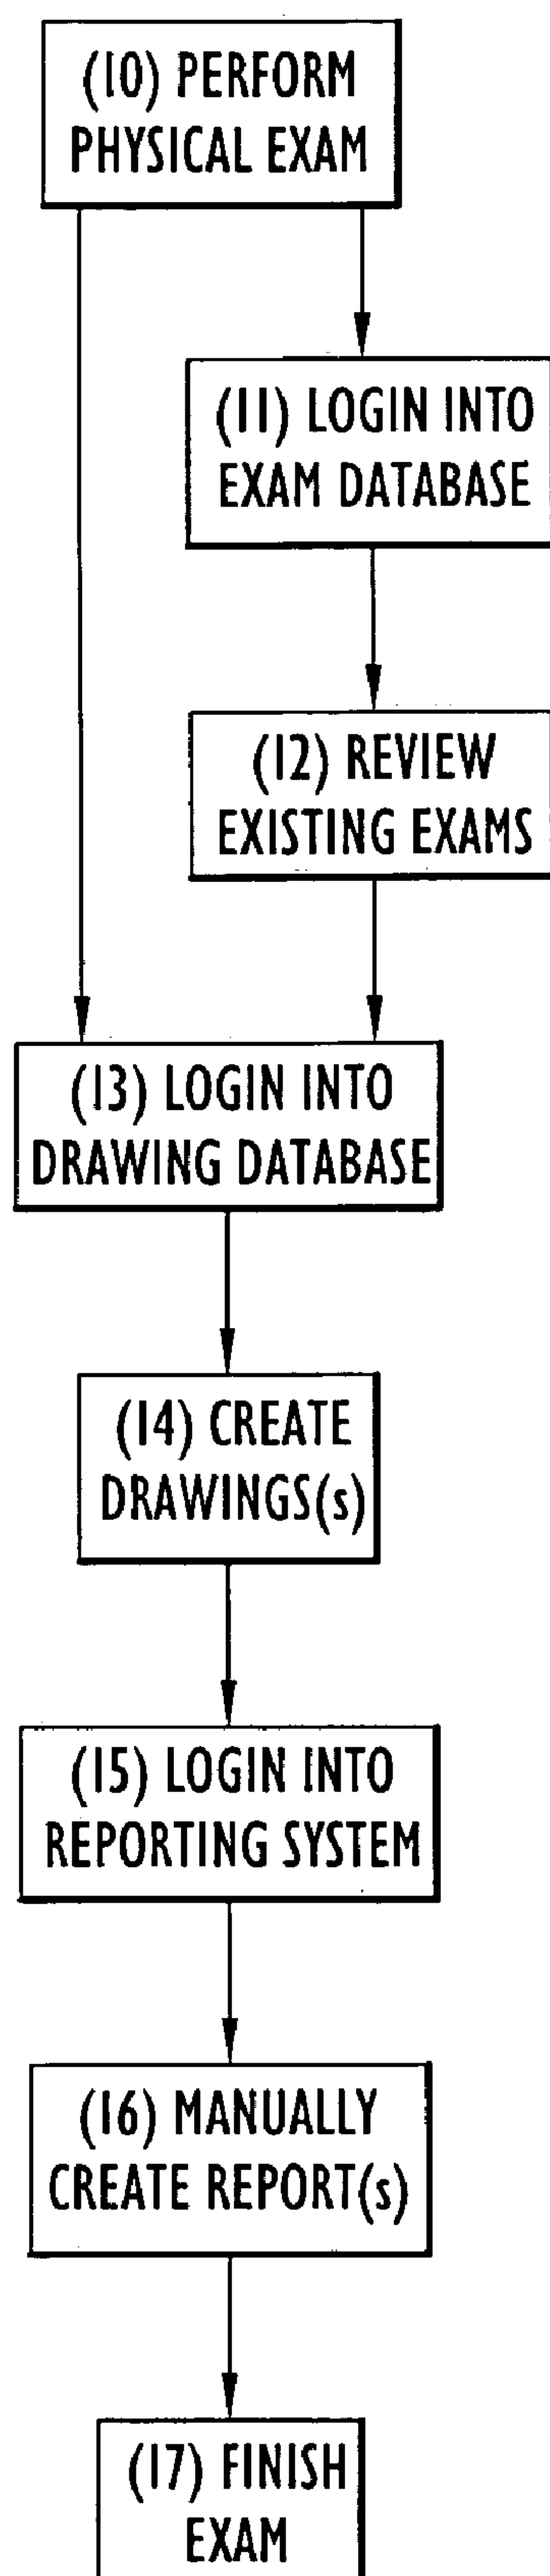 (10) PERFORM
PHYSICAL EXAM
(11) LOGIN INTO
EXAM DATABASE
(12) REVIEW
EXISTING EXAMS
(13) LOGIN INTO
DRAWING DATABASE
(14) CREATE
DRAWINGS(s)
(15) LOGIN INTO
REPORTING SYSTEM
(16) MANUALLY
CREATE REPORT(s)
(17) FINISH
EXAM